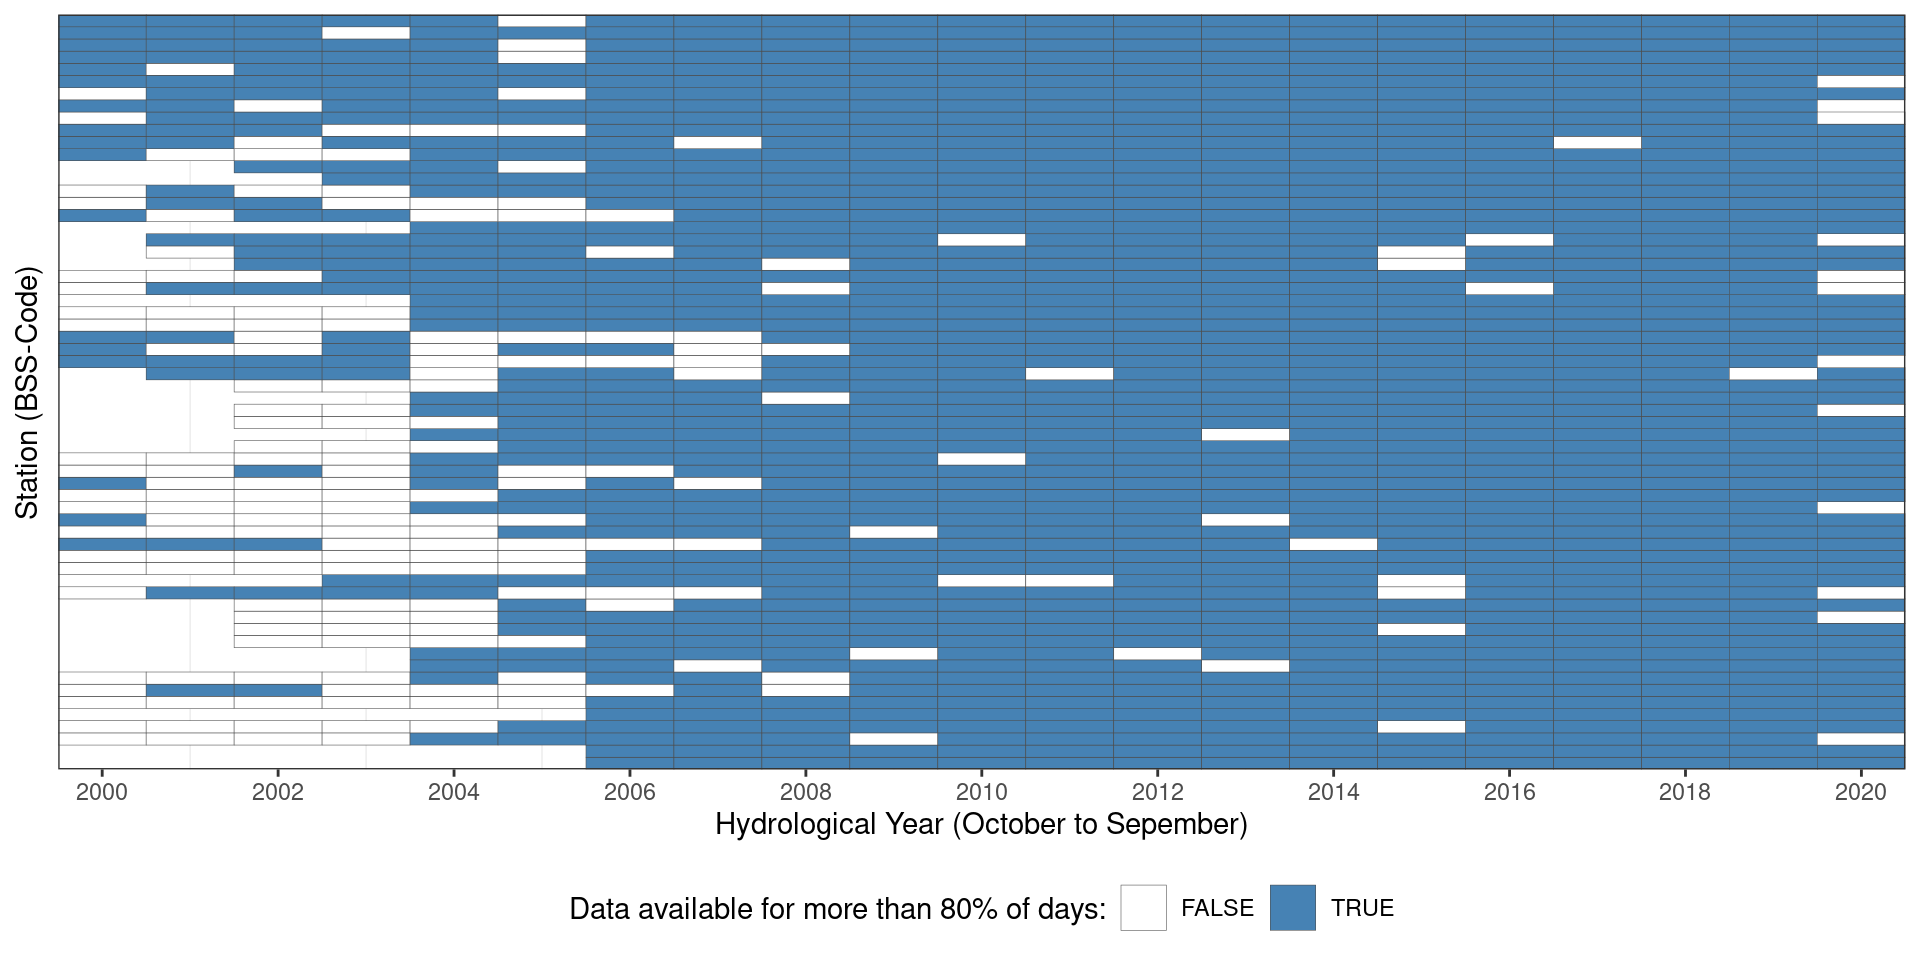 Station (BSS-Code)
2000 2002 2004 2006 2008 2010 2012 2014 2016 2018 2020
Hydrological Year (October to Sepember)
Data available for more than 80% of days: FALSE TRUE